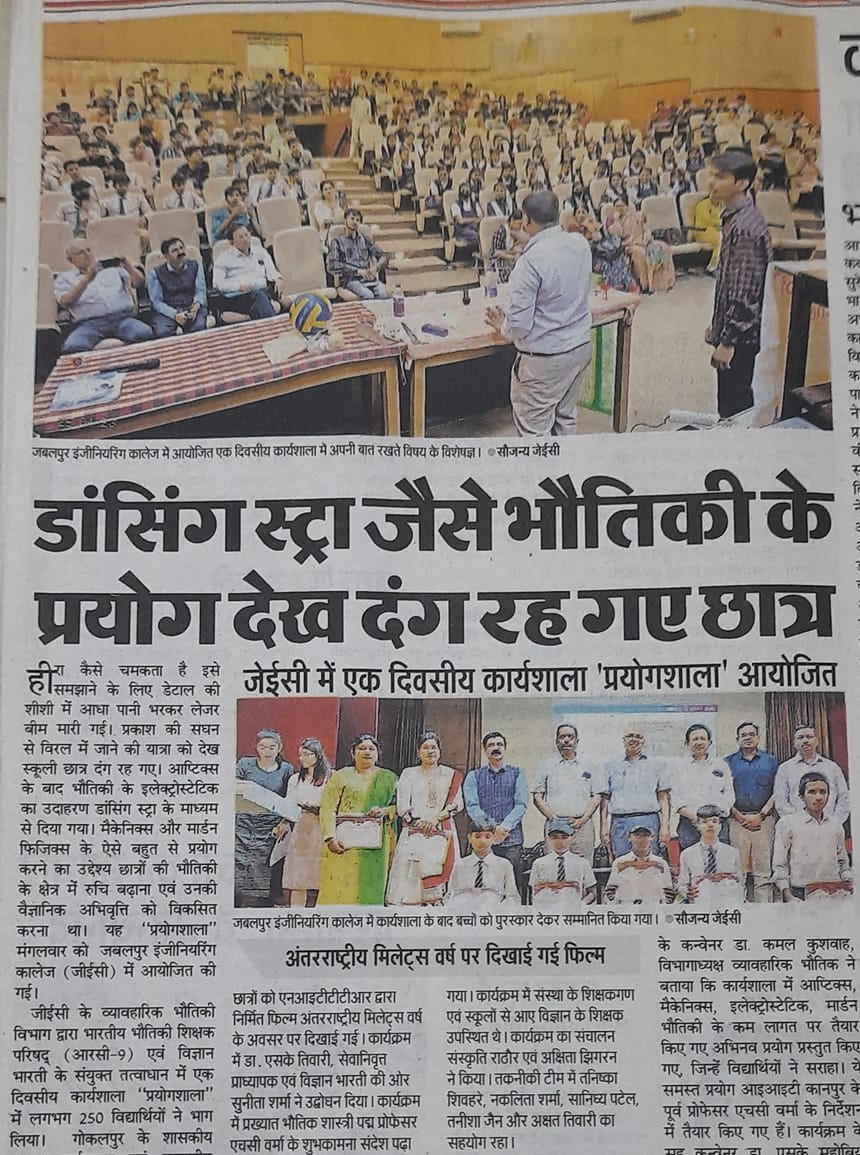 जबलपुर इंजीनियरिंग कालेज में आयोजित एक दिवसीय कार्यशाला में अपनी बात रखते विषय के विशेषज्ञ। ●सौजन्य जेईसी
डांसिंग स्ट्रा जैसे भौतिकी के
प्रयोग देख दंग रह गए छात्र
जेईसी में एक दिवसीय कार्यशाला 'प्रयोगशाला' आयोजित
हीरा कैसे चमकता है इसे
समझाने के लिए डेटाल की
शीशी में आधा पानी भरकर लेजर
बीम मारी गई। प्रकाश की सघन
से विरल में जाने की यात्रा को देख
स्कूली छात्र दंग रह गए। आप्टिक्स
के बाद भौतिकी के इलेक्ट्रोस्टेटिक
का उदाहरण डांसिंग स्ट्रा के माध्यम
से दिया गया। मैकेनिक्स और मार्डन
फिजिक्स के ऐसे बहुत से प्रयोग
करने का उद्देश्य छात्रों की भौतिकी
के क्षेत्र में रुचि बढ़ाना एवं उनकी
वैज्ञानिक अभिवृत्ति को विकसित
करना था। यह "प्रयोगशाला"
मंगलवार को जबलपुर इंजीनियरिंग
कालेज (जीईसी) में आयोजित की
गई।
जीईसी के व्यावहारिक भौतिकी
विभाग द्वारा भारतीय भौतिकी शिक्षक
परिषद् (आरसी-9) एवं विज्ञान
भारती के संयुक्त तत्वाधान में एक
दिवसीय कार्यशाला "प्रयोगशाला"
में लगभग 250 विद्यार्थियों ने भाग
लिया। गोकलपुर के शासकीय
जबलपुर इंजीनियरिंग कालेज में कार्यशाला के बाद बच्चों को पुरस्कार देकर सम्मानित किया गया। ●सौजन्य जेईसी
अंतरराष्ट्रीय मिलेट्स वर्ष पर दिखाई गई फिल्म
छात्रों को एनआइटीटीटीआर द्वारा
निर्मित फिल्म अंतरराष्ट्रीय मिलेट्स वर्ष
के अवसर पर दिखाई गई। कार्यक्रम
में डा. एसके तिवारी, सेवानिवृत्त
प्राध्यापक एवं विज्ञान भारती की ओर
सुनीता शर्मा ने उद्बोधन दिया। कार्यक्रम
में प्रख्यात भौतिक शास्त्री पद्म प्रोफेसर
एचसी वर्मा के शुभकामना संदेश पढ़ा
गया। कार्यक्रम में संस्था के शिक्षकगण
एवं स्कूलों से आए विज्ञान के शिक्षक
उपस्थित थे। कार्यक्रम का संचालन
संस्कृति राठौर एवं अक्षिता झिगरन
ने किया। तकनीकी टीम में तनिष्का
शिवहरे, नकलिता शर्मा, सानिध्य पटेल,
तनीशा जैन और अक्षत तिवारी का
सहयोग रहा।
के कन्वेनर डा. कमल कुशवाह,
विभागाध्यक्ष व्यावहारिक भौतिक ने
बताया कि कार्यशाला में आप्टिक्स,
मैकेनिक्स, इलेक्ट्रोस्टेटिक, मार्डन
भौतिकी के कम लागत पर तैयार
किए गए अभिनव प्रयोग प्रस्तुत किए
गए, जिन्हें विद्यार्थियों ने सराहा। ये
समस्त प्रयोग आइआइटी कानपुर के
पूर्व प्रोफेसर एचसी वर्मा के निर्देशन
में तैयार किए गए हैं। कार्यक्रम के
सह कन्वेनर डा. एसके